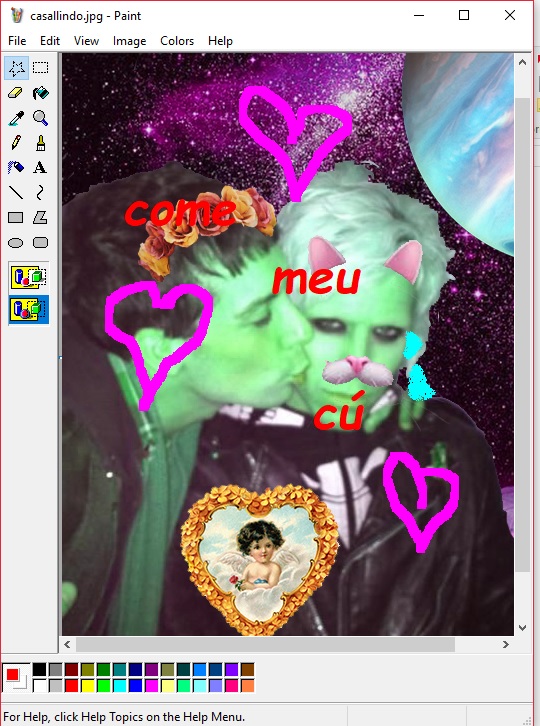 casallindo.jpg - Paint
File Edit View Image Colors Help
come
meu
cú
For Help, click Help Topics on the Help Menu.